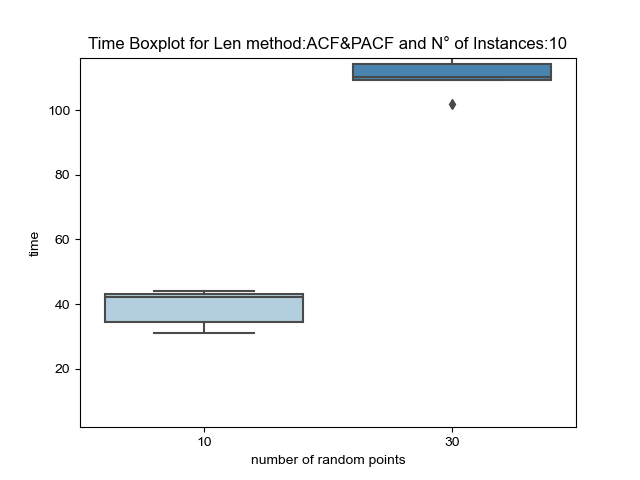 Time Boxplot for Len method:ACF&PACF and N° of Instances:10
100
80
60
40
20
time
10
30
number of random points